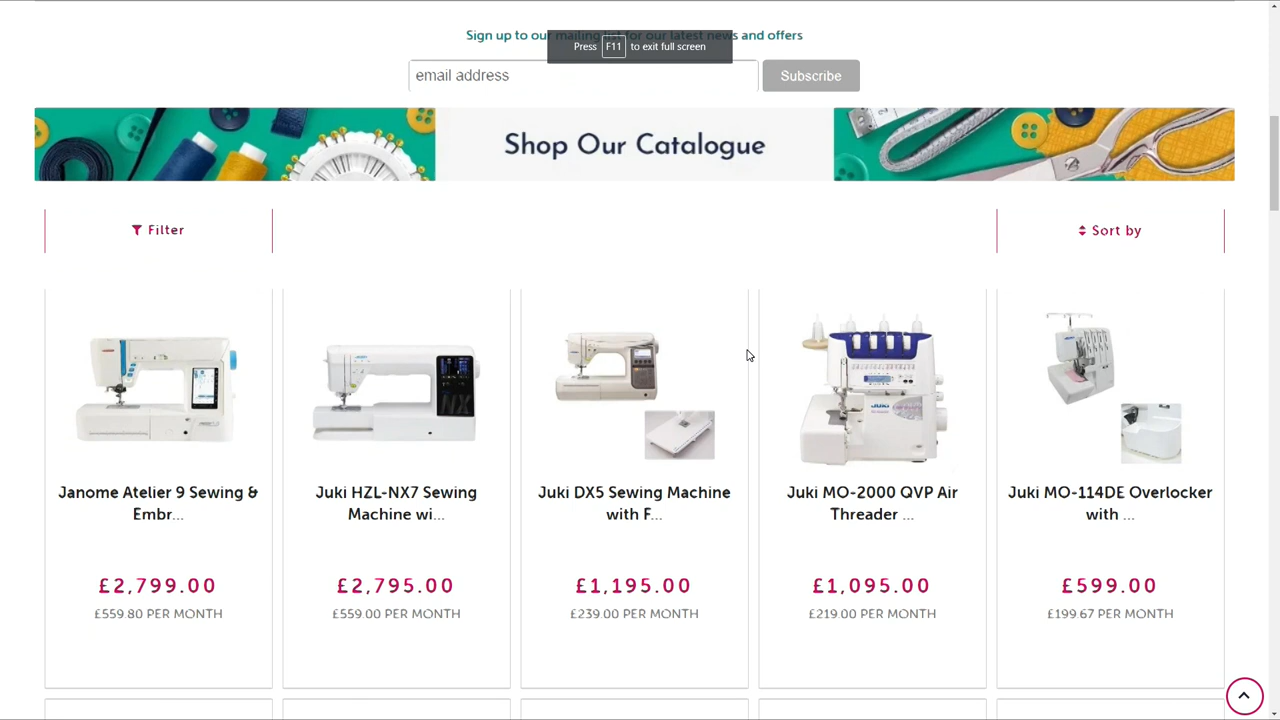 Sign up to our mailing list for our latest news and offers
Press F11 to exit full screen
email address
Subscribe
Shop Our Catalogue
Filter
Sort by
Janome Atelier 9 Sewing &
Embr...
£2,799.00
£559.80 PER MONTH
Juki HZL-NX7 Sewing
Machine wi...
£2,795.00
£559.00 PER MONTH
Juki DX5 Sewing Machine
with F...
£1,195.00
£239.00 PER MONTH
JUKI
Juki MO-2000 QVP Air
Threader ...
£1,095.00
£219.00 PER MONTH
Juki MO-114DE Overlocker
with ...
£599.00
£199.67 PER MONTH